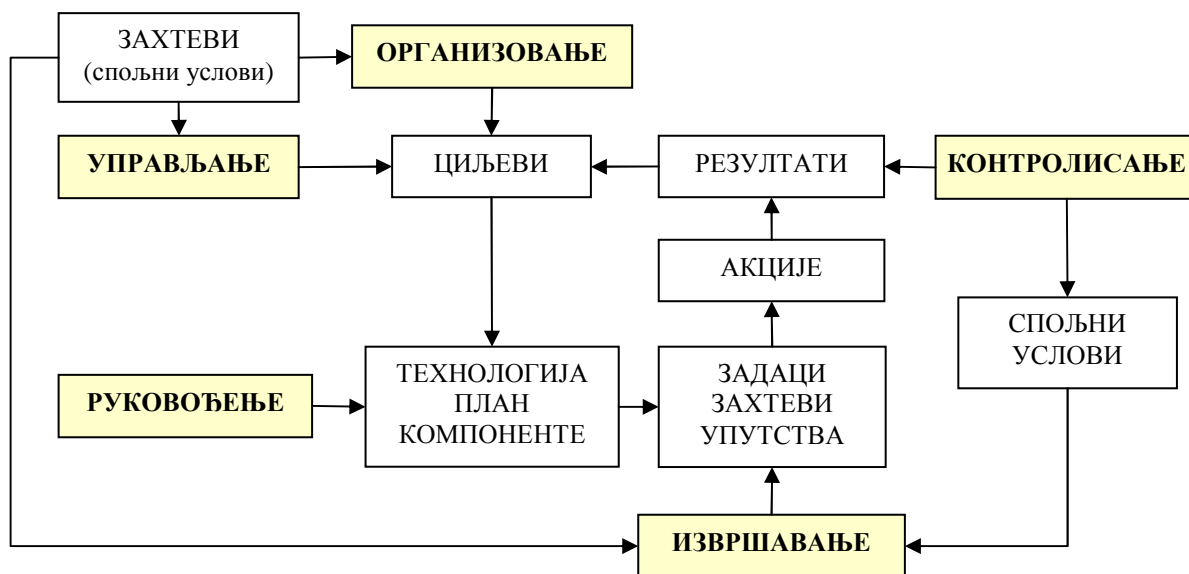 ЗАХТЕВИ
(спољни услови)
ОРГАНИЗОВАЊЕ
УПРАВЉАЊЕ
ЦИЉЕВИ
РЕЗУЛТАТИ
КОНТРОЛИСАЊЕ
АКЦИЈЕ
СПОЉНИ
УСЛОВИ
РУКОВОЂЕЊЕ
ТЕХНОЛОГИЈА
ПЛАН
КОМПОНЕНТЕ
ЗАДАЦИ
ЗАХТЕВИ
УПУТСТВА
ИЗВРШАВАЊЕ